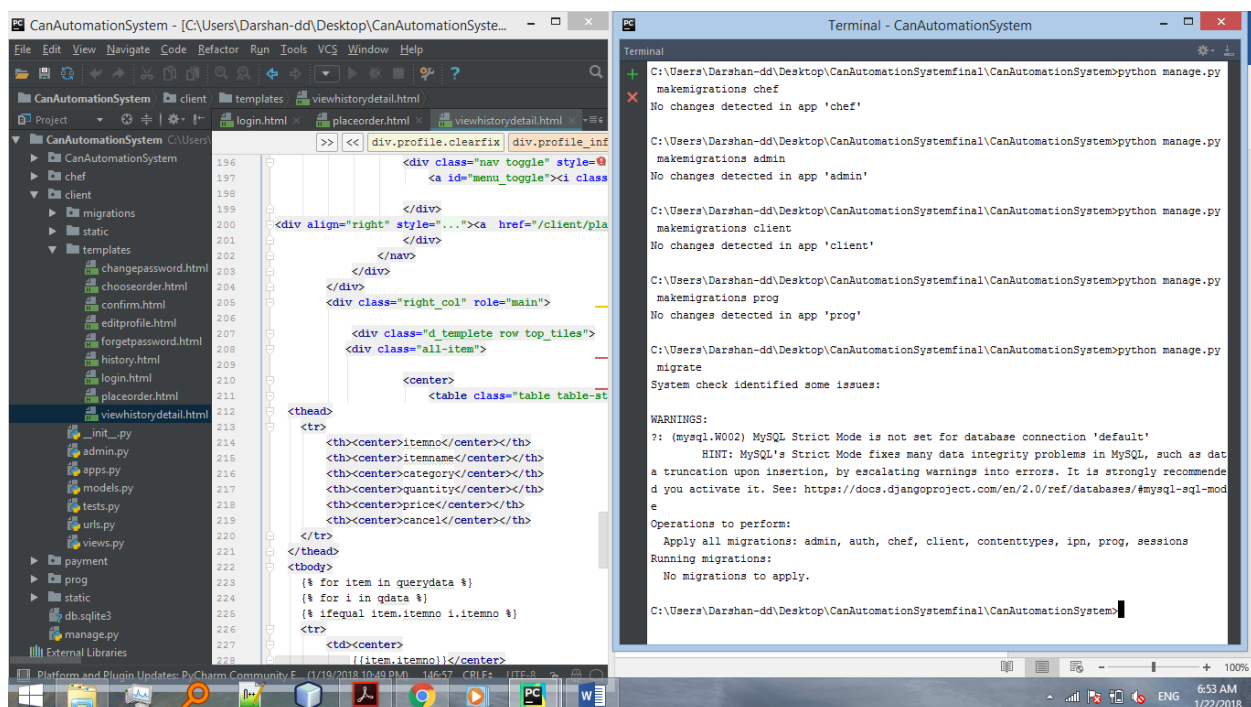 CanAutomationSystem - [C:\Users\Darshan-dd\Desktop\CanAutomationSyste...
File Edit View Navigate Code Refactor Run Tools VCS Window Help
CanAutomationSystem client templates viewhistorydetail.html
Project login.html placeorder.html viewhistorydetail.html
CanAutomationSystem C:\Users\
CanAutomationSystem
chef
client
migrations
static
templates
changepassword.html
chooseorder.html
confirm.html
editprofile.html
forgetpassword.html
history.html
login.html
placeorder.html
viewhistorydetail.html
__init__.py
admin.py
apps.py
models.py
tests.py
urls.py
views.py
payment
prog
static
db.sqlite3
manage.py
External Libraries
>> << div.profile.clearfix div.profile_inf
196 <div class="nav toggle" style=
197 <a id="menu_toggle"><i class
198
199 </div>
200 <div align="right" style="..."><a href="/client/pla
201 </div>
202 </nav>
203 </div>
204 </div>
205 <div class="right_col" role="main">
206
207 <div class="d_templete row top_tiles">
208 <div class="all-item">
209
210 <center>
211 <table class="table table-st
212 <thead>
213 <tr>
214 <th><center>itemno</center></th>
215 <th><center>itemname</center></th>
216 <th><center>category</center></th>
217 <th><center>quantity</center></th>
218 <th><center>price</center></th>
219 <th><center>cancel</center></th>
220 </tr>
221 </thead>
222 <tbody>
223 {% for item in querydata %}
224 {% for i in qdata %}
225 {% ifequal item.itemno i.itemno %}
226 <tr>
227 <td><center>
228 {{item.itemno}}</center>
Platform and Plugin Updates: PyCharm Community E... (1/19/2018 10:49 PM) 146:57 CRLF÷ UTF-8
Terminal - CanAutomationSystem
Terminal
C:\Users\Darshan-dd\Desktop\CanAutomationSystemfinal\CanAutomationSystem>python manage.py
makemigrations chef
No changes detected in app 'chef'
C:\Users\Darshan-dd\Desktop\CanAutomationSystemfinal\CanAutomationSystem>python manage.py
makemigrations admin
No changes detected in app 'admin'
C:\Users\Darshan-dd\Desktop\CanAutomationSystemfinal\CanAutomationSystem>python manage.py
makemigrations client
No changes detected in app 'client'
C:\Users\Darshan-dd\Desktop\CanAutomationSystemfinal\CanAutomationSystem>python manage.py
makemigrations prog
No changes detected in app 'prog'
C:\Users\Darshan-dd\Desktop\CanAutomationSystemfinal\CanAutomationSystem>python manage.py
migrate
System check identified some issues:
WARNINGS:
?: (mysql.W002) MySQL Strict Mode is not set for database connection 'default'
HINT: MySQL's Strict Mode fixes many data integrity problems in MySQL, such as dat
a truncation upon insertion, by escalating warnings into errors. It is strongly recommende
d you activate it. See: https://docs.djangoproject.com/en/2.0/ref/databases/#mysql-sql-mod
e
Operations to perform:
Apply all migrations: admin, auth, chef, client, contenttypes, ipn, prog, sessions
Running migrations:
No migrations to apply.
C:\Users\Darshan-dd\Desktop\CanAutomationSystemfinal\CanAutomationSystem>
100%
ENG
6:53 AM
1/22/2018